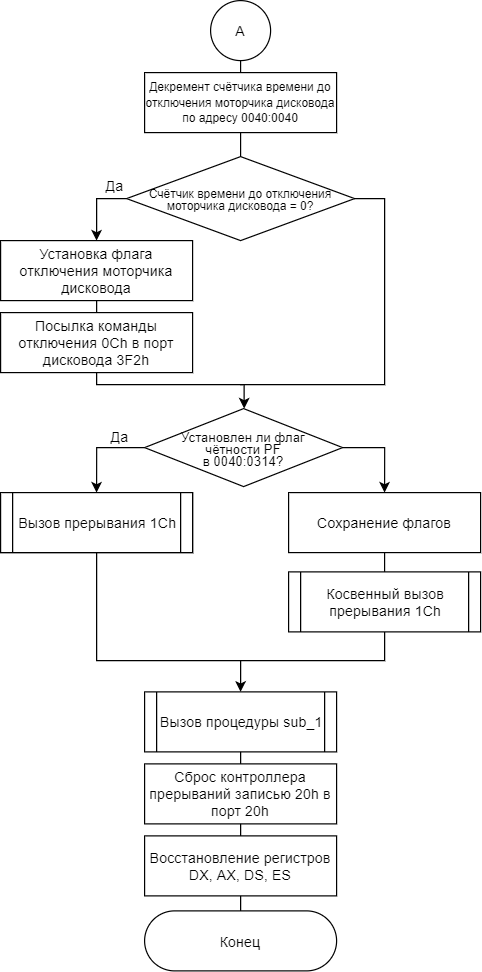 А
Декремент счётчика времени до
отключения моторчика дисковода
по адресу 0040:0040
Счётчик времени до отключения
моторчика дисковода = 0?
Да
Установка флага
отключения моторчика
дисковода
Посылка команды
отключения 0Ch в порт
дисковода 3F2h
Установлен ли флаг
чётности PF
в 0040:0314?
Да
Вызов прерывания 1Ch
Сохранение флагов
Косвенный вызов
прерывания 1Ch
Вызов процедуры sub_1
Сброс контроллера
прерываний записью 20h в
порт 20h
Восстановление регистров
DX, AX, DS, ES
Конец